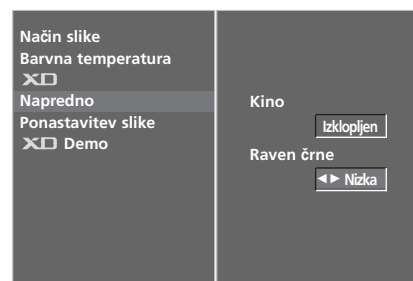 Način slike
Barvna temperatura
XD
Napredno
Ponastavitev slike
XD Demo
Kino
Izklopljen
Raven črne
◄► Nizka